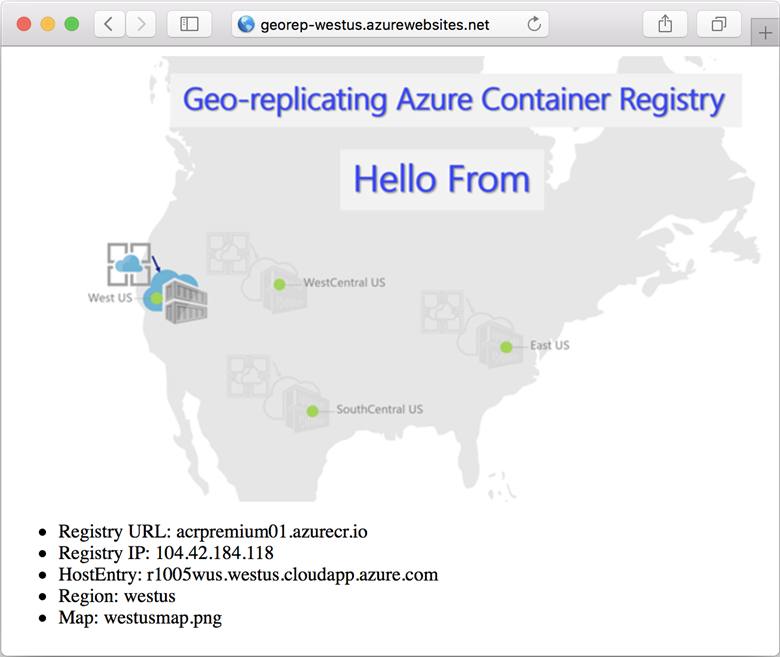 georep-westus.azurewebsites.net
Geo-replicating Azure Container Registry
Hello From
WestCentral US
West US
East US
SouthCentral US
• Registry URL: acrpremium01.azurecr.io
• Registry IP: 104.42.184.118
• HostEntry: r1005wus.westus.cloudapp.azure.com
• Region: westus
• Map: westusmap.png